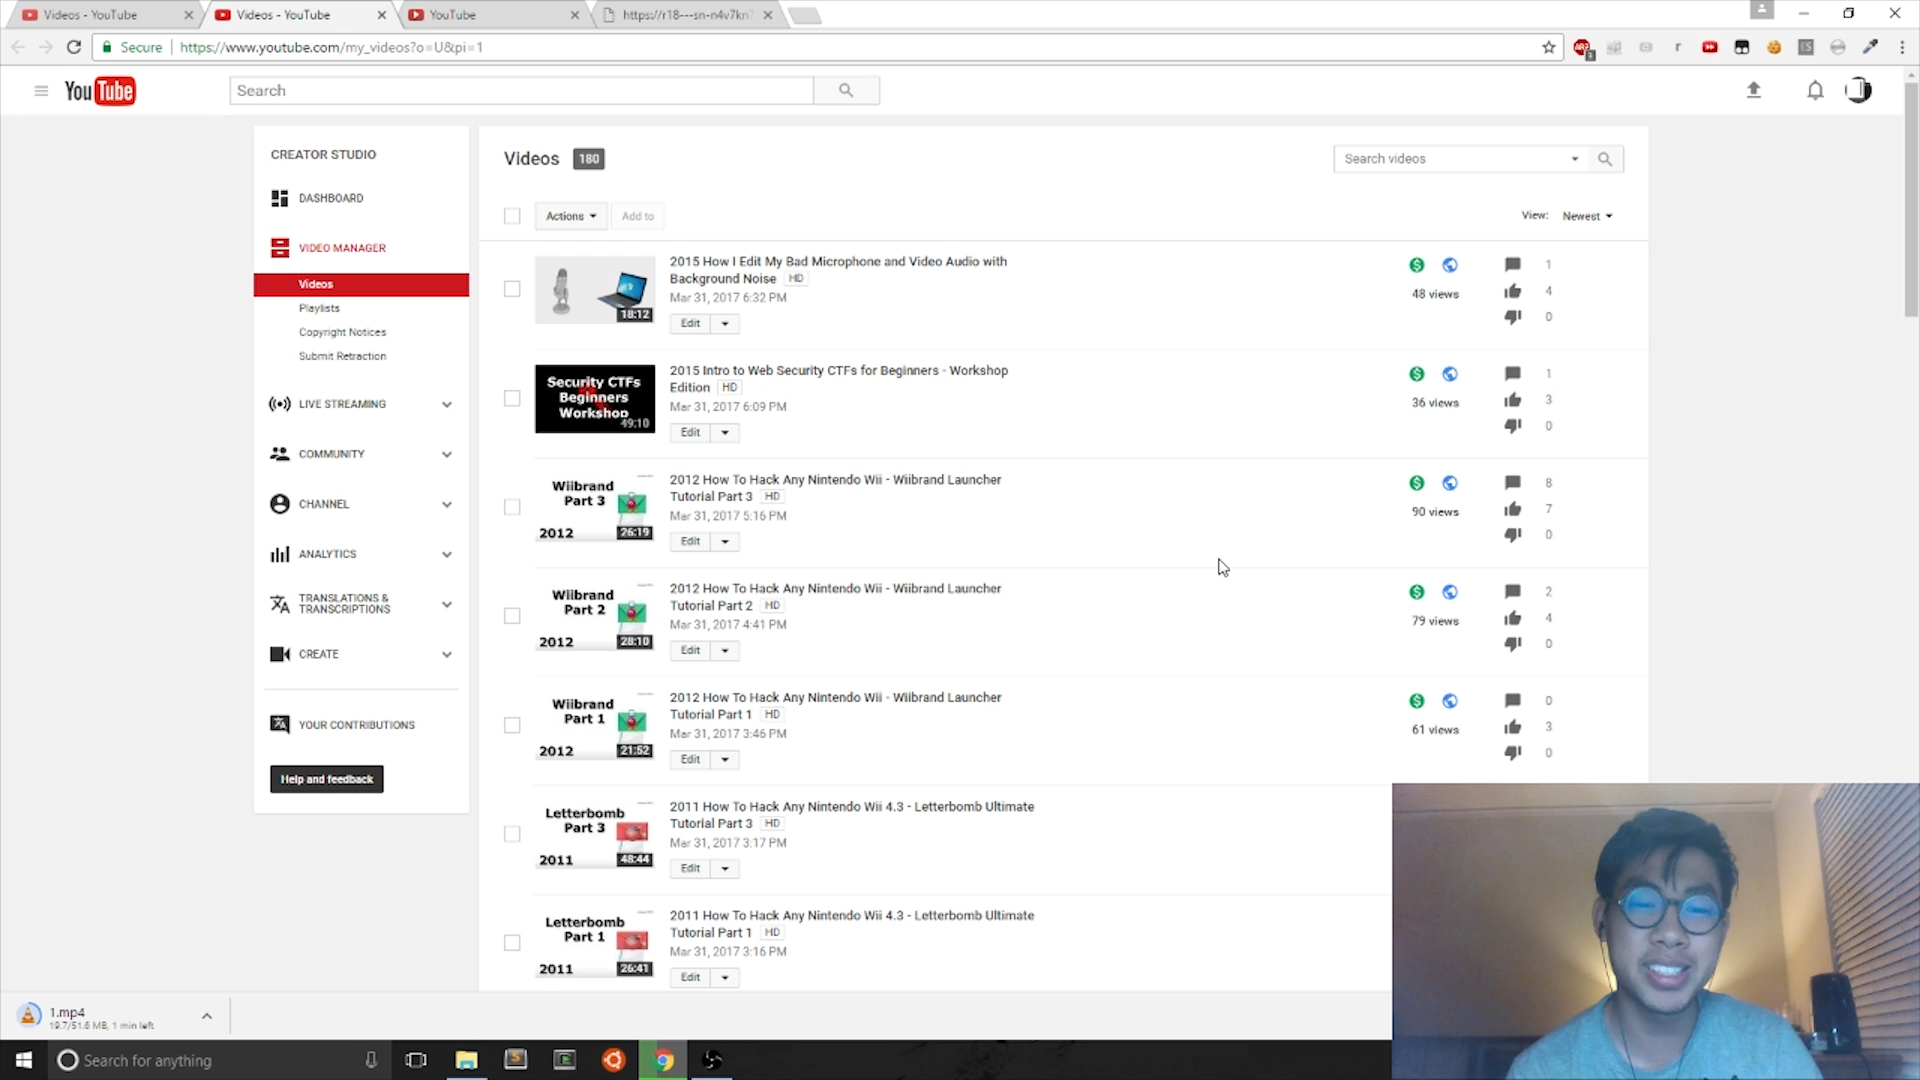 Videos - YouTube
Videos - YouTube
YouTube
https://r18---sn-n4v7kn7
Secure
https://www.youtube.com/my_videos?o=U&pi=1
YouTube
Search
CREATOR STUDIO
DASHBOARD
VIDEO MANAGER
Videos
Playlists
Copyright Notices
Submit Retraction
LIVE STREAMING
COMMUNITY
CHANNEL
ANALYTICS
TRANSLATIONS &
TRANSCRIPTIONS
CREATE
YOUR CONTRIBUTIONS
Help and feedback
Videos 180
Search videos
Actions
Add to
View: Newest
18:12
2015 How I Edit My Bad Microphone and Video Audio with
Background Noise HD
Mar 31, 2017 6:32 PM
Edit
48 views
1
4
0
Security CTFs
Beginners
Workshop
49:10
2015 Intro to Web Security CTFs for Beginners - Workshop
Edition HD
Mar 31, 2017 6:09 PM
Edit
36 views
1
3
0
Wiibrand
Part 3
2012
26:19
2012 How To Hack Any Nintendo Wii - Wiibrand Launcher
Tutorial Part 3 HD
Mar 31, 2017 5:16 PM
Edit
90 views
8
7
0
Wiibrand
Part 2
2012
28:10
2012 How To Hack Any Nintendo Wii - Wiibrand Launcher
Tutorial Part 2 HD
Mar 31, 2017 4:41 PM
Edit
79 views
2
4
0
Wiibrand
Part 1
2012
21:52
2012 How To Hack Any Nintendo Wii - Wiibrand Launcher
Tutorial Part 1 HD
Mar 31, 2017 3:46 PM
Edit
61 views
0
3
0
Letterbomb
Part 3
2011
48:44
2011 How To Hack Any Nintendo Wii 4.3 - Letterbomb Ultimate
Tutorial Part 3 HD
Mar 31, 2017 3:17 PM
Edit
Letterbomb
Part 1
2011
26:41
2011 How To Hack Any Nintendo Wii 4.3 - Letterbomb Ultimate
Tutorial Part 1 HD
Mar 31, 2017 3:16 PM
Edit
1.mp4
19.7/51.6 MB, 1 min left
Search for anything